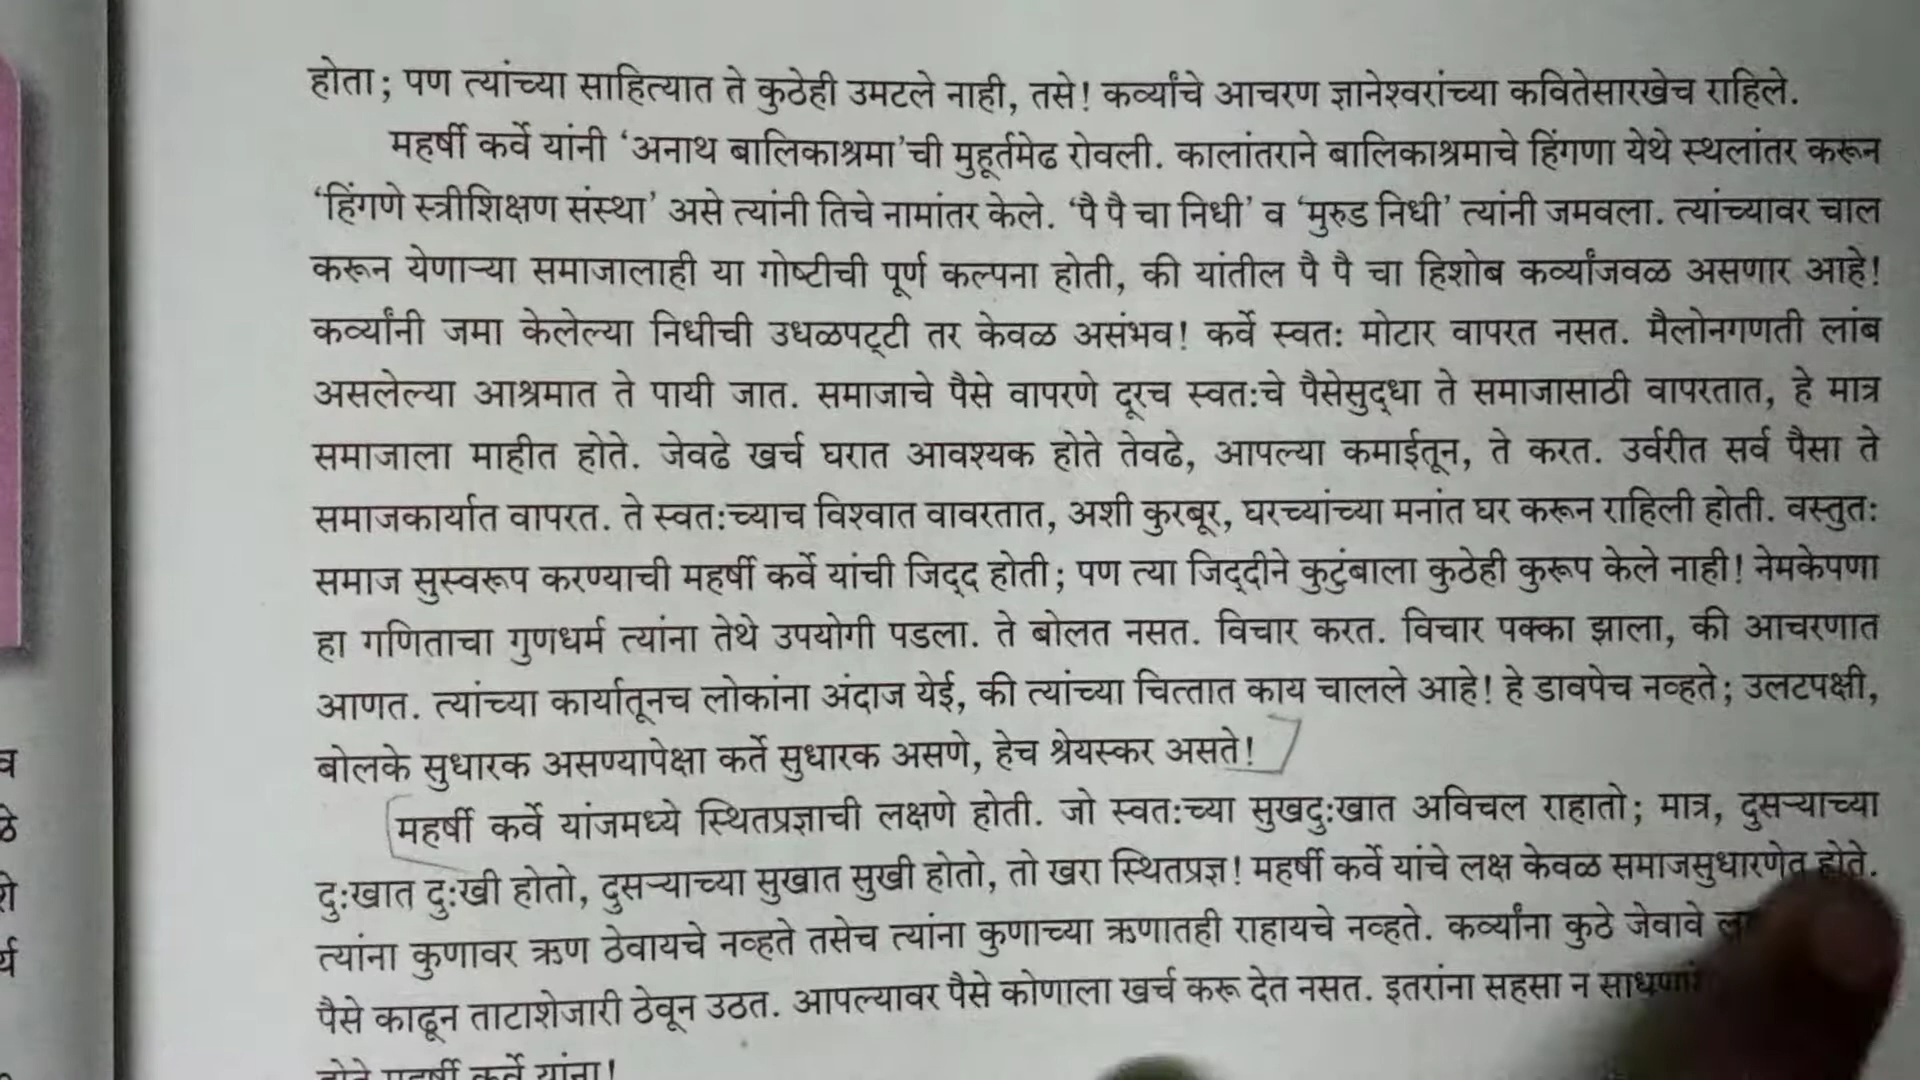 होता; पण त्यांच्या साहित्यात ते कुठेही उमटले नाही, तसे! कर्व्यांचे आचरण ज्ञानेश्वरांच्या कवितेसारखेच राहिले.
महर्षी कर्वे यांनी ‘अनाथ बालिकाश्रमा’ची मुहूर्तमेढ रोवली. कालांतराने बालिकाश्रमाचे हिंगणा येथे स्थलांतर करून
‘हिंगणे स्त्रीशिक्षण संस्था’ असे त्यांनी तिचे नामांतर केले. ‘पै पै चा निधी’ व ‘मुरुड निधी’ त्यांनी जमवला. त्यांच्यावर चाल
करून येणाऱ्या समाजालाही या गोष्टीची पूर्ण कल्पना होती, की यांतील पै पै चा हिशोब कर्व्यांजवळ असणार आहे!
कर्व्यांनी जमा केलेल्या निधीची उधळपट्टी तर केवळ असंभव! कर्वे स्वतः मोटार वापरत नसत. मैलोनगणती लांब
असलेल्या आश्रमात ते पायी जात. समाजाचे पैसे वापरणे दूरच स्वतःचे पैसेसुद्धा ते समाजासाठी वापरतात, हे मात्र
समाजाला माहीत होते. जेवढे खर्च घरात आवश्यक होते तेवढे, आपल्या कमाईतून, ते करत. उर्वरीत सर्व पैसा ते
समाजकार्यात वापरत. ते स्वतःच्याच विश्वात वावरतात, अशी कुरबूर, घरच्यांच्या मनांत घर करून राहिली होती. वस्तुतः
समाज सुस्वरूप करण्याची महर्षी कर्वे यांची जिद्द होती; पण त्या जिद्दीने कुटुंबाला कुठेही कुरूप केले नाही! नेमकेपणा
हा गणिताचा गुणधर्म त्यांना तेथे उपयोगी पडला. ते बोलत नसत. विचार करत. विचार पक्का झाला, की आचरणात
आणत. त्यांच्या कार्यातूनच लोकांना अंदाज येई, की त्यांच्या चित्तात काय चालले आहे! हे डावपेच नव्हते; उलटपक्षी,
बोलके सुधारक असण्यापेक्षा कर्ते सुधारक असणे, हेच श्रेयस्कर असते!
महर्षी कर्वे यांजमध्ये स्थितप्रज्ञाची लक्षणे होती. जो स्वतःच्या सुखदुःखात अविचल राहातो; मात्र, दुसऱ्याच्या
दुःखात दुःखी होतो, दुसऱ्याच्या सुखात सुखी होतो, तो खरा स्थितप्रज्ञ! महर्षी कर्वे यांचे लक्ष केवळ समाजसुधारणेत होते.
त्यांना कुणावर ऋण ठेवायचे नव्हते तसेच त्यांना कुणाच्या ऋणातही राहायचे नव्हते. कर्व्यांना कुठे जेवावे
पैसे काढून ताटाशेजारी ठेवून उठत. आपल्यावर पैसे कोणाला खर्च करू देत नसत. इतरांना सहसा न
होते महर्षी कर्वे यांना!